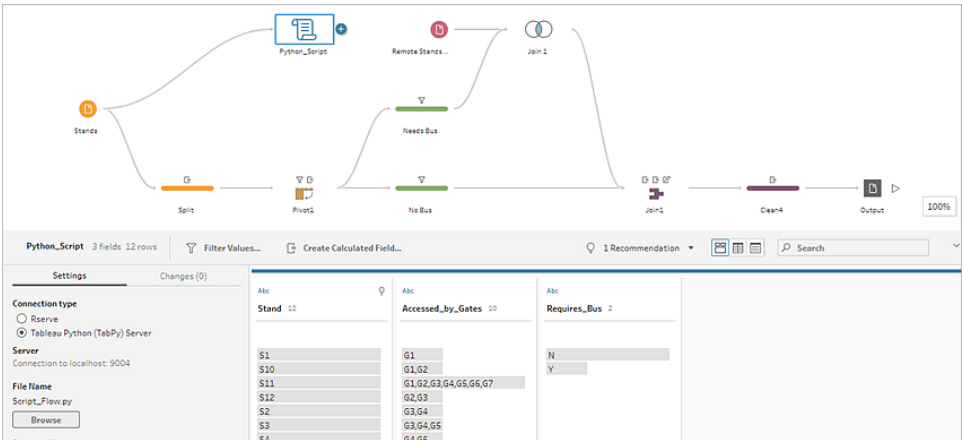 Python_Script
Remote Stands...
Join 1
Stands
Needs Bus
Split
Pivot1
No Bus
Join1
Clean4
Output
100%
Python_Script 3 fields 12 rows
Filter Values...
Create Calculated Field...
1 Recommendation
Search
Settings
Changes (0)
Connection type
Rserve
Tableau Python (TabPy) Server
Server
Connection to localhost: 9004
File Name
Script_Flow.py
Browse
Abc
Stand 12
S1
S10
S11
S12
S2
S3
S4
Abc
Accessed_by_Gates 10
G1
G1,G2
G1,G2,G3,G4,G5,G6,G7
G2,G3
G3,G4
G3,G4,G5
G4,G5
Abc
Requires_Bus 2
N
Y